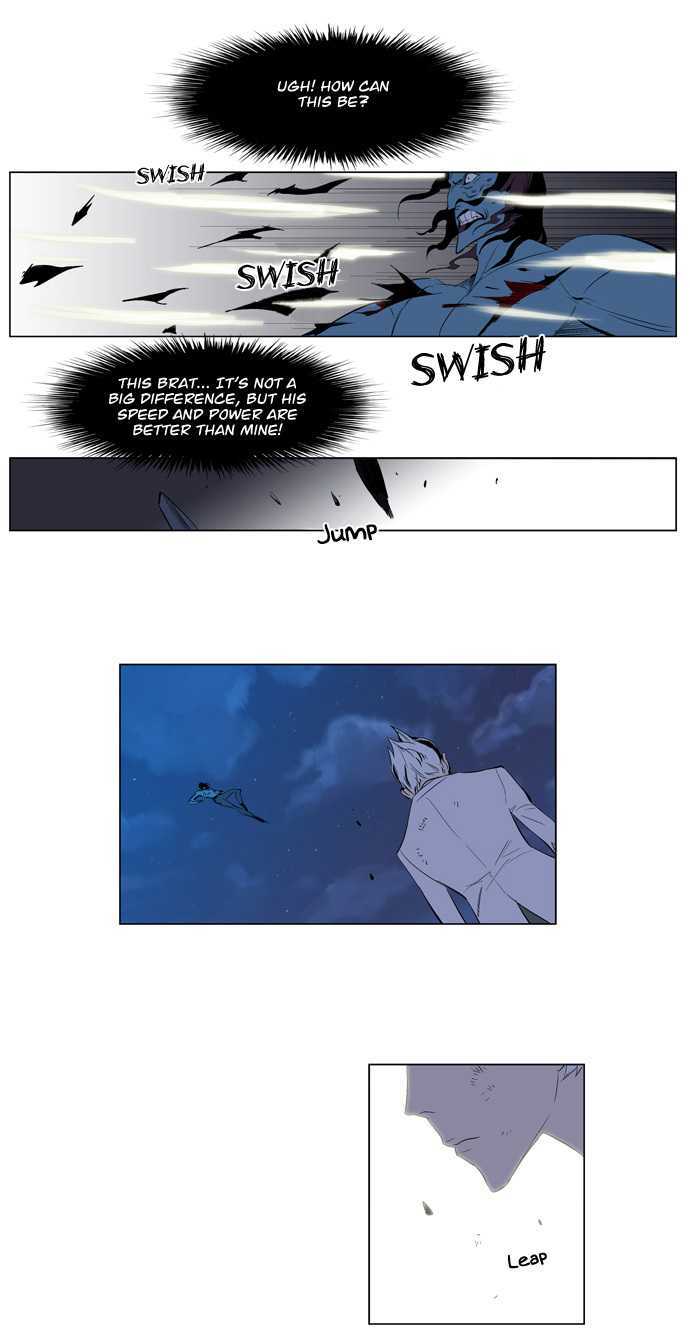 UGH! HOW CAN
THIS BE?
SWISH
SWISH
SWISH
THIS BRAT... IT'S NOT A
BIG DIFFERENCE, BUT HIS
SPEED AND POWER ARE
BETTER THAN MINE!
Jump
Leap